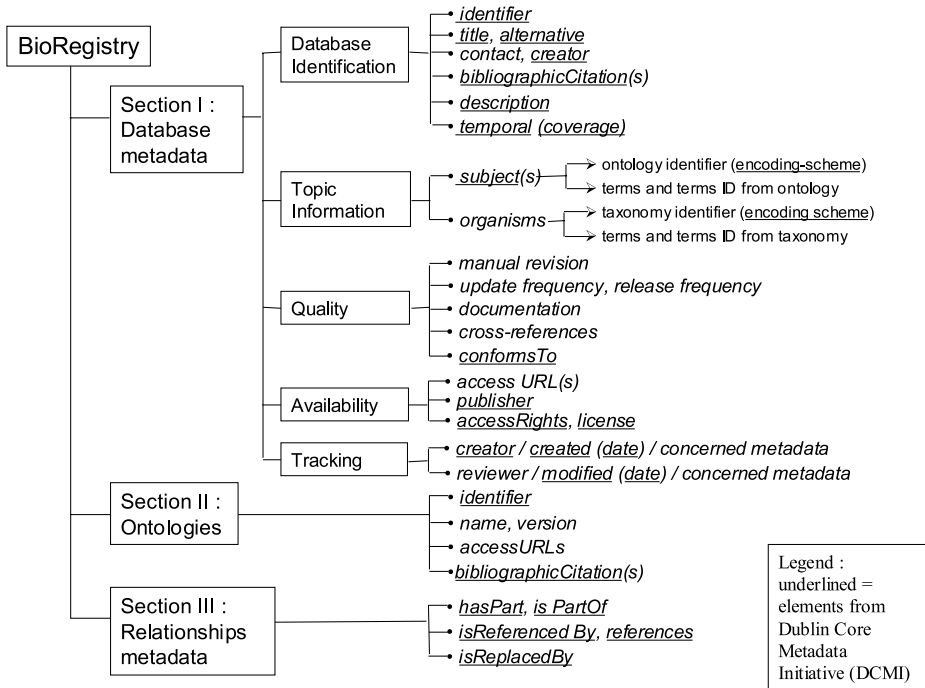 BioRegistry
Section I :
Database
metadata
Database
Identification
identifier
title, alternative
contact, creator
bibliographicCitation(s)
description
temporal (coverage)
Topic
Information
subject(s)
ontology identifier (encoding-scheme)
terms and terms ID from ontology
organisms
taxonomy identifier (encoding scheme)
terms and terms ID from taxonomy
Quality
manual revision
update frequency, release frequency
documentation
cross-references
conformsTo
Availability
access URL(s)
publisher
accessRights, license
Tracking
creator / created (date) / concerned metadata
reviewer / modified (date) / concerned metadata
Section II :
Ontologies
identifier
name, version
accessURLs
bibliographicCitation(s)
Section III :
Relationships
metadata
hasPart, is PartOf
isReferenced By, references
isReplacedBy
Legend :
underlined =
elements from
Dublin Core
Metadata
Initiative (DCMI)